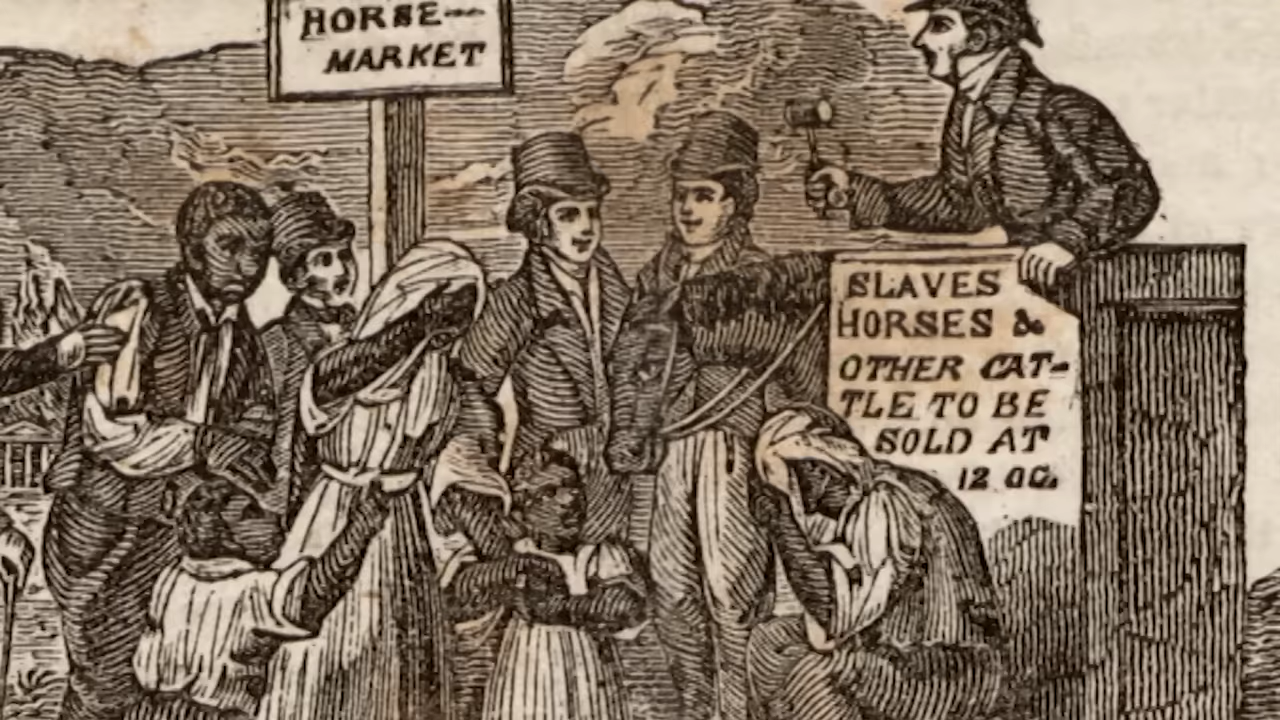 HORSE—
MARKET
SLAVES
HORSES &
OTHER CAT-
TLE TO BE
SOLD AT
12 OC.